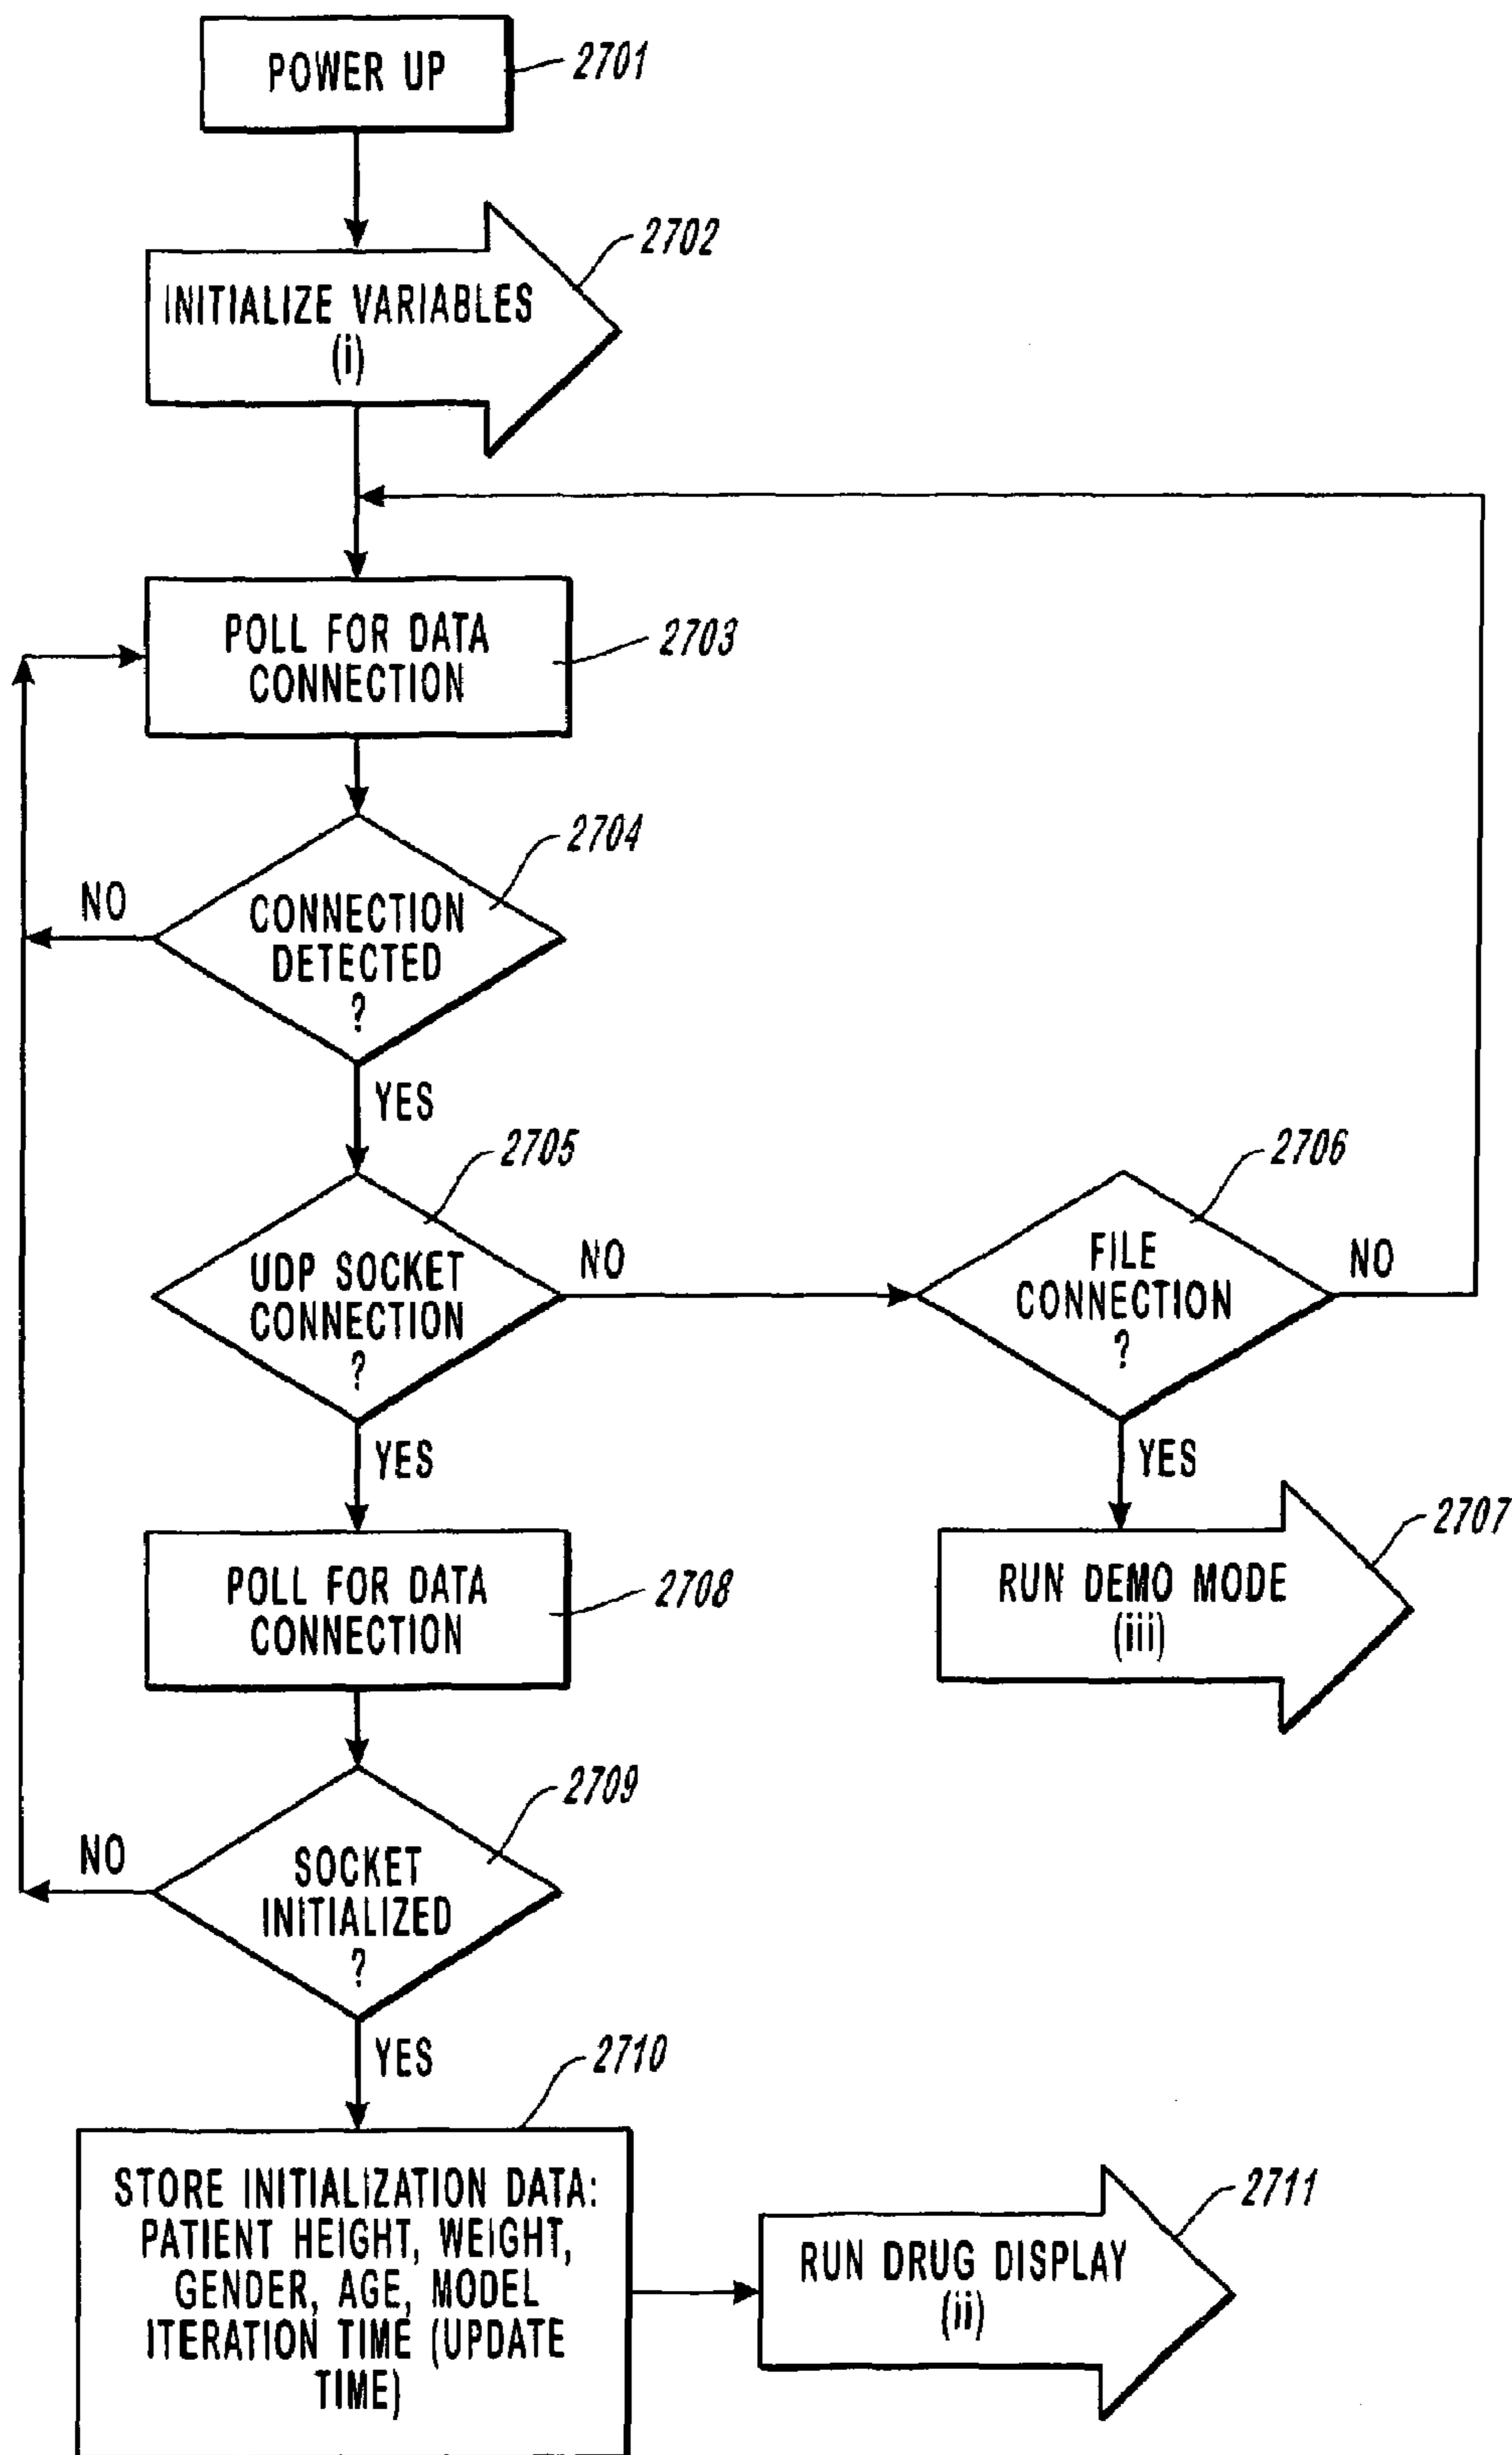 POWER UP
2701
INITIALIZE VARIABLES
(i)
2702
POLL FOR DATA
CONNECTION
2703
CONNECTION
DETECTED
?
2704
NO
YES
UDP SOCKET
CONNECTION
?
2705
NO
FILE
CONNECTION
?
2706
NO
YES
YES
RUN DEMO MODE
(iii)
2707
POLL FOR DATA
CONNECTION
2708
SOCKET
INITIALIZED
?
2709
NO
YES
STORE INITIALIZATION DATA:
PATIENT HEIGHT, WEIGHT,
GENDER, AGE, MODEL
ITERATION TIME (UPDATE
TIME)
2710
RUN DRUG DISPLAY
(ii)
2711